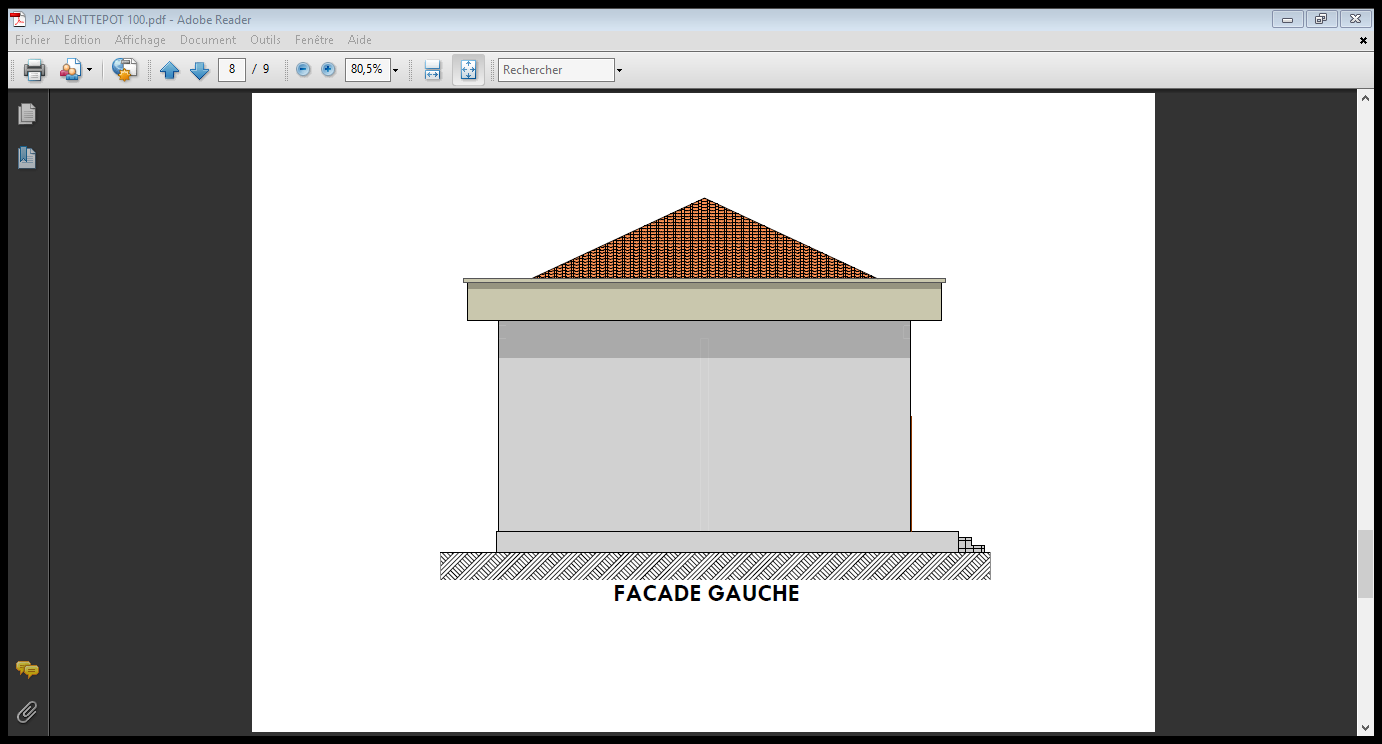 PLAN ENTTEPOT 100.pdf - Adobe Reader
Fichier Edition Affichage Document Outils Fenêtre Aide
8 / 9 80,5% Rechercher
FACADE GAUCHE